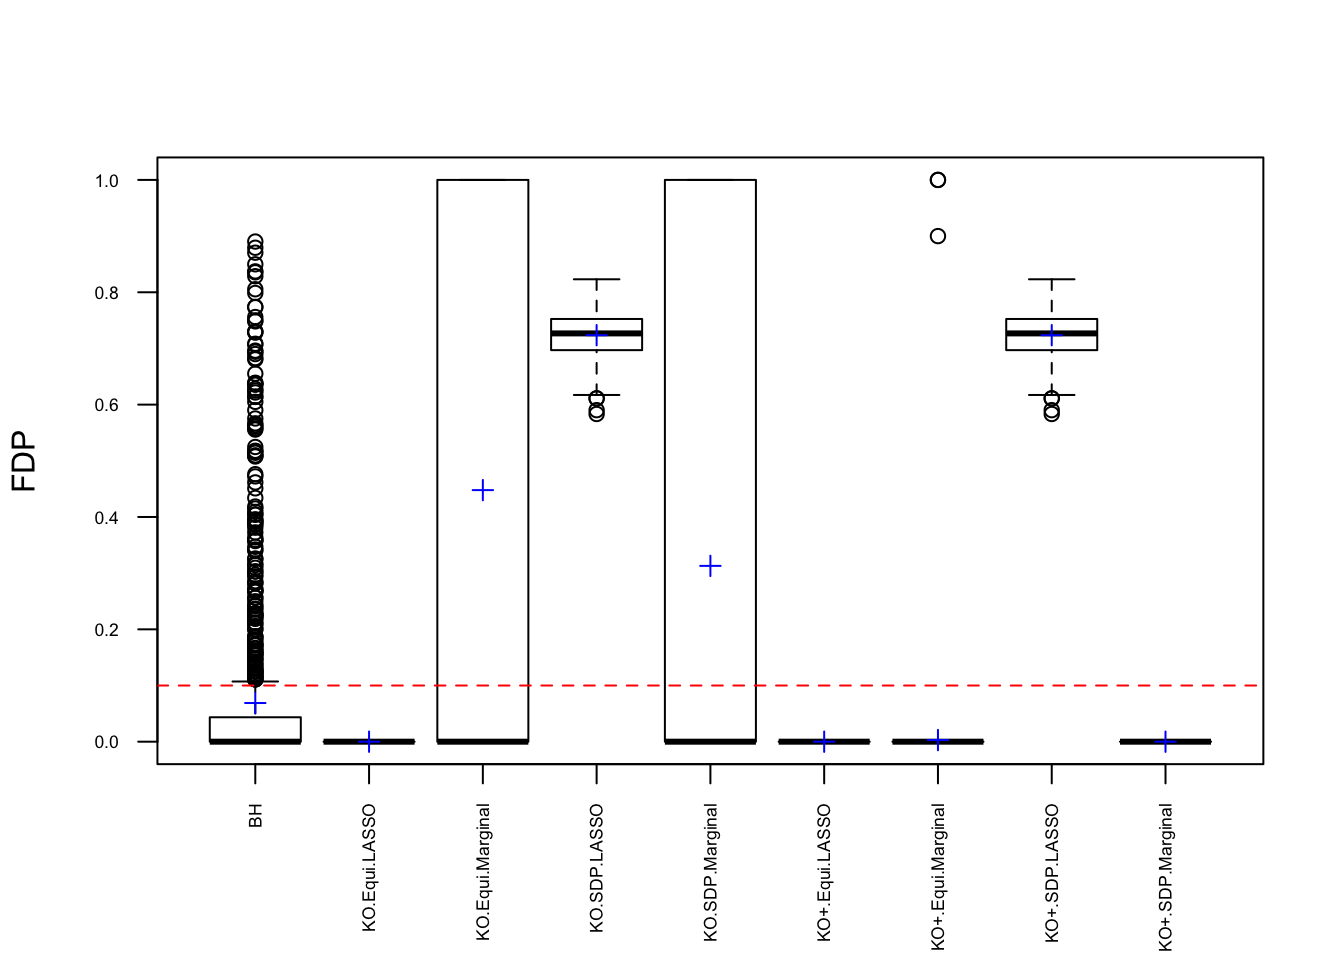 FDP
1.0
0.8
0.6
0.4
0.2
0.0
BH
KO.Equi.LASSO
KO.Equi.Marginal
KO.SDP.LASSO
KO.SDP.Marginal
KO+.Equi.LASSO
KO+.Equi.Marginal
KO+.SDP.LASSO
KO+.SDP.Marginal